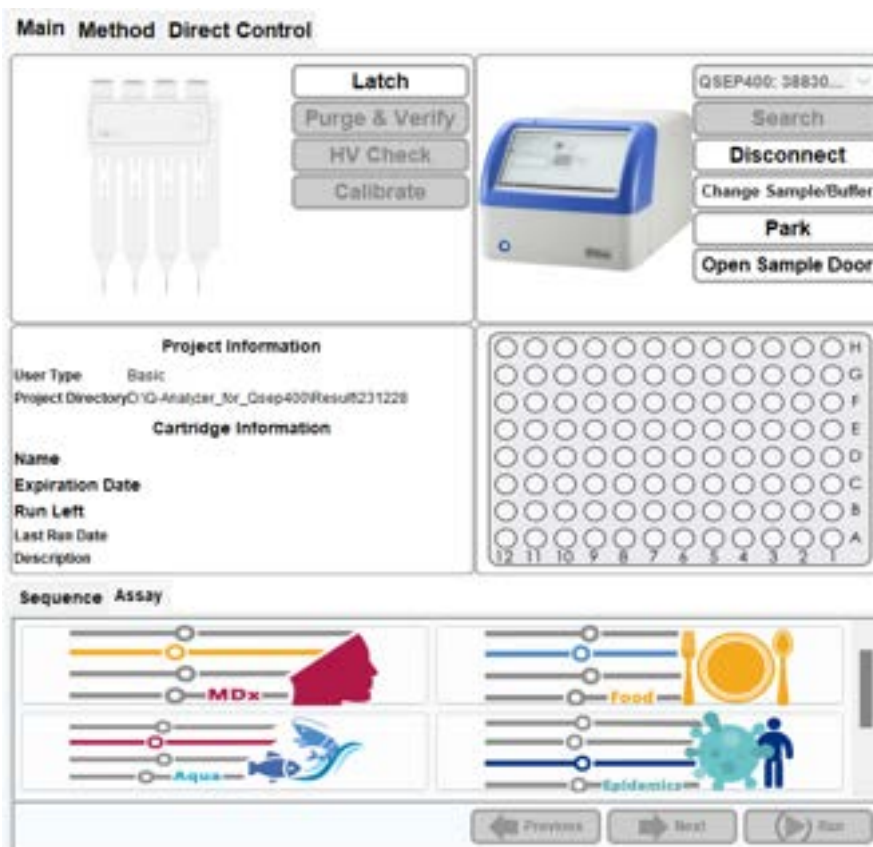 Main Method Direct Control
Latch
Purge & Verify
HV Check
Calibrate
QSEP400: 38830...
Search
Disconnect
Change Sample/Buffer
Park
Open Sample Door
Project Information
User Type Basic
Project Directory D:\Q-Analyzer_for_Qsep400\Result\231228
Cartridge Information
Name
Expiration Date
Run Left
Last Run Date
Description
H
G
F
E
D
C
B
A
12 11 10 9 8 7 6 5 4 3 2 1
Sequence Assay
MDx
Food
Aqua
Epidemics
Previous Next Run